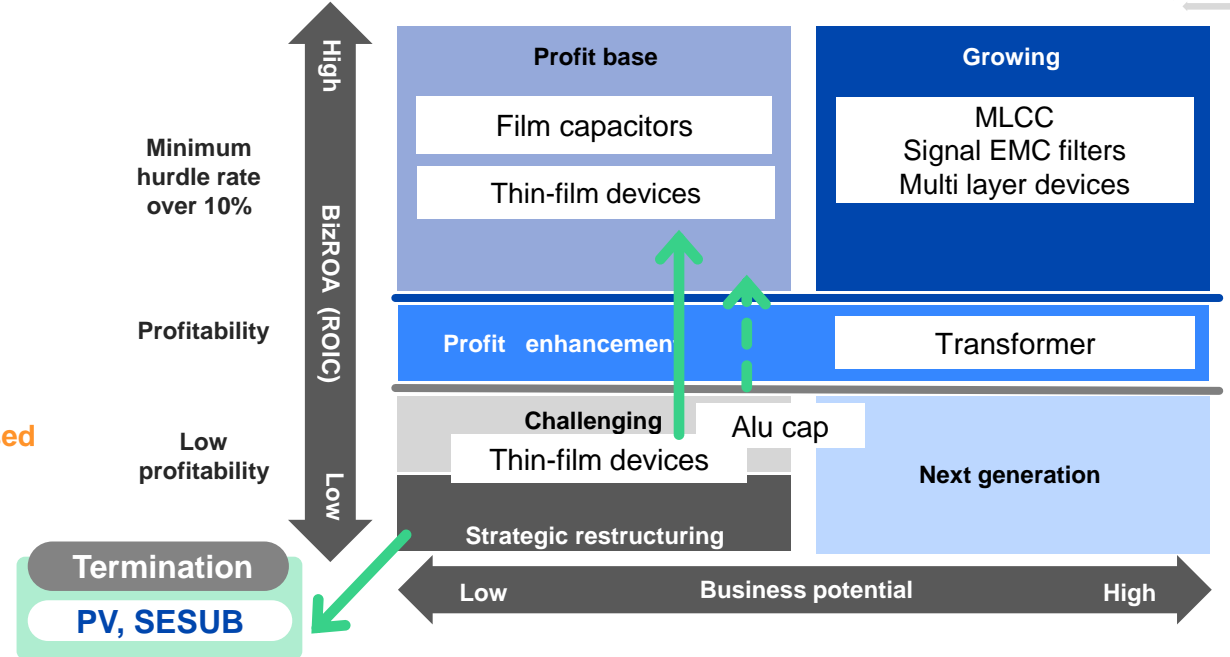 High
Profit base
Growing
Film capacitors
MLCC
Signal EMC filters
Multi layer devices
Minimum
hurdle rate
over 10%
Thin-film devices
BizROA (ROIC)
Profitability
Profit enhancement
Transformer
Challenging
Alu cap
Low
profitability
Thin-film devices
Low
Next generation
Strategic restructuring
Termination
PV, SESUB
Low
Business potential
High